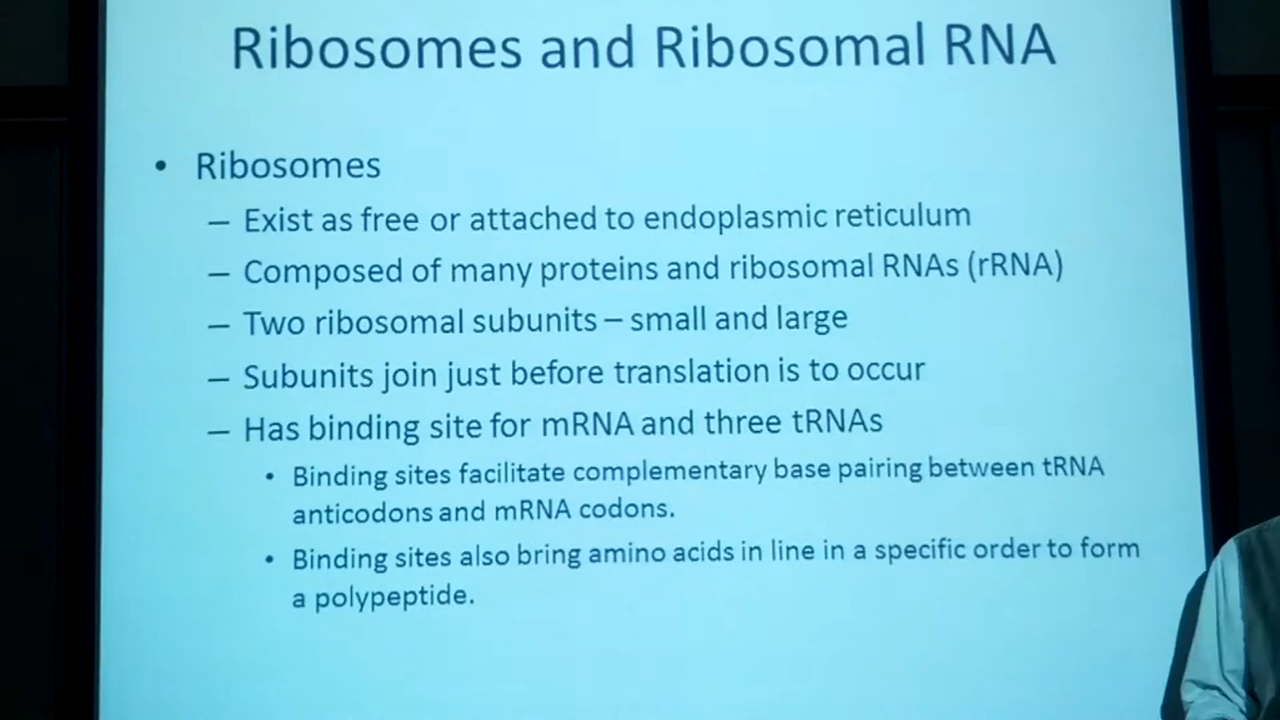 Ribosomes and Ribosomal RNA
• Ribosomes
– Exist as free or attached to endoplasmic reticulum
– Composed of many proteins and ribosomal RNAs (rRNA)
– Two ribosomal subunits – small and large
– Subunits join just before translation is to occur
– Has binding site for mRNA and three tRNAs
• Binding sites facilitate complementary base pairing between tRNA
anticodons and mRNA codons.
• Binding sites also bring amino acids in line in a specific order to form
a polypeptide.